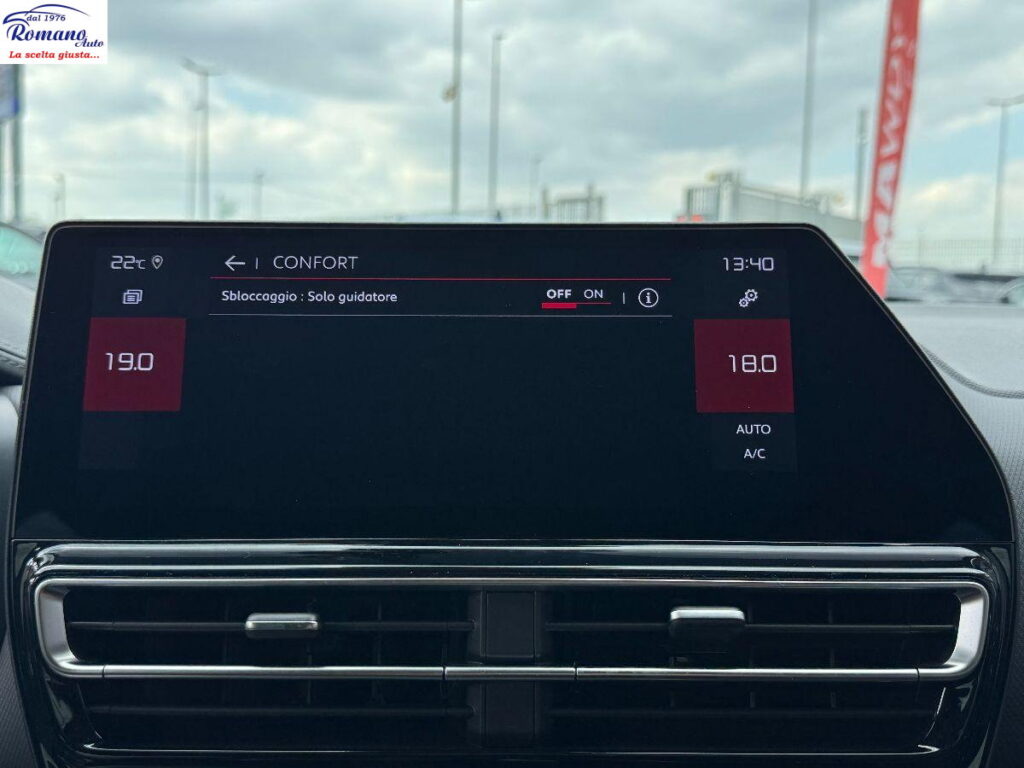 dal 1976
Romano
Auto
La scelta giusta...
22°C
CONFORT
13:40
Sbloccaggio : Solo guidatore
OFF ON
19.0
18.0
AUTO
A/C